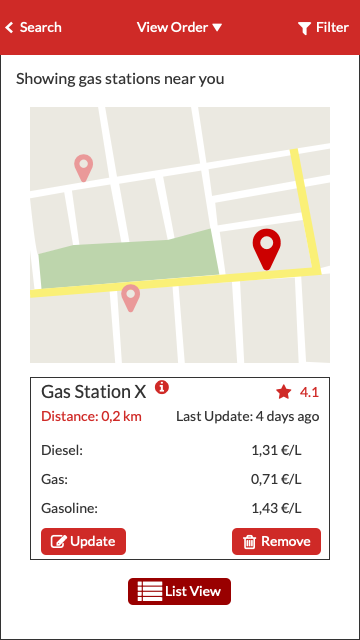 Search
View Order
Filter
Showing gas stations near you
Gas Station X
4.1
Distance: 0,2 km
Last Update: 4 days ago
Diesel: 1,31 €/L
Gas: 0,71 €/L
Gasoline: 1,43 €/L
Update
Remove
List View